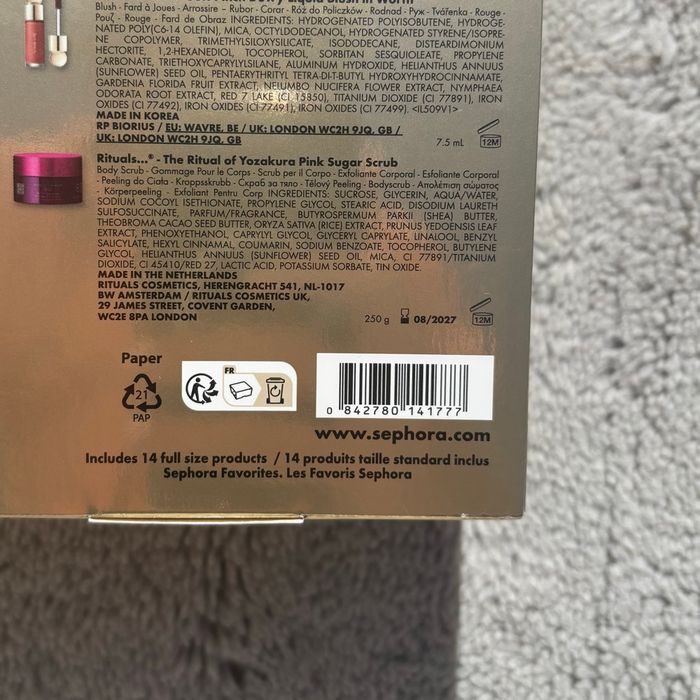 Dewy Liquid Blush in Worth
Blush - Fard à Joues - Arrossire - Rubor - Corar - Róż do Policzków - Rodnad - Руж - Tvářenka - Rouge -
Pouź - Rouge - Fard de Obraz INGREDIENTS: HYDROGENATED POLYISOBUTENE, HYDROGE-
NATED POLY(C6-14 OLEFIN), MICA, OCTYLDODECANOL, HYDROGENATED STYRENE/ISOPRE-
NE COPOLYMER, TRIMETHYLSILOXYSILICATE, ISODODECANE, DISTEARDIMONIUM
HECTORITE, 1,2-HEXANEDIOL, TOCOPHEROL, SORBITAN SESQUIOLEATE, PROPYLENE
CARBONATE, TRIETHOXYCAPRYLYLSILANE, ALUMINUM HYDROXIDE, HELIANTHUS ANNUUS
(SUNFLOWER) SEED OIL, PENTAERYTHRITYL TETRA-DI-T-BUTYL HYDROXYHYDROCINNAMATE,
GARDENIA FLORIDA FRUIT EXTRACT, NELUMBO NUCIFERA FLOWER EXTRACT, NYMPHAEA
ODORATA ROOT EXTRACT, RED 7 LAKE (CI 15850), TITANIUM DIOXIDE (CI 77891), IRON
OXIDES (CI 77492), IRON OXIDES (CI 77491), IRON OXIDES (CI 77499). <IL509V1>
MADE IN KOREA
RP BIORIUS / EU: WAVRE, BE / UK: LONDON WC2H 9JQ, GB /
UK: LONDON WC2H 9JQ, GB
7.5 mL 12M
Rituals...® - The Ritual of Yozakura Pink Sugar Scrub
Body Scrub - Gommage Pour le Corps - Scrub per il Corpo - Exfoliante Corporal - Esfoliante Corporal
- Peeling do Ciała - Kroppsskrubb - Скраб за тяло - Tělový Peeling - Bodyscrub - Απολέπιση σώματος
- Körperpeeling - Exfoliant Pentru Corp INGREDIENTS: SUCROSE, GLYCERIN, AQUA/WATER,
SODIUM COCOYL ISETHIONATE, PROPYLENE GLYCOL, STEARIC ACID, DISODIUM LAURETH
SULFOSUCCINATE, PARFUM/FRAGRANCE, BUTYROSPERMUM PARKII (SHEA) BUTTER,
THEOBROMA CACAO SEED BUTTER, ORYZA SATIVA (RICE) EXTRACT, PRUNUS YEDOENSIS LEAF
EXTRACT, PHENOXYETHANOL, CAPRYLYL GLYCOL, GLYCERYL CAPRYLATE, LINALOOL, BENZYL
SALICYLATE, HEXYL CINNAMAL, COUMARIN, SODIUM BENZOATE, TOCOPHEROL, BUTYLENE
GLYCOL, HELIANTHUS ANNUUS (SUNFLOWER) SEED OIL, MICA, CI 77891/TITANIUM
DIOXIDE, CI 45410/RED 27, LACTIC ACID, POTASSIUM SORBATE, TIN OXIDE.
MADE IN THE NETHERLANDS
RITUALS COSMETICS, HERENGRACHT 541, NL-1017
BW AMSTERDAM / RITUALS COSMETICS UK,
29 JAMES STREET, COVENT GARDEN,
WC2E 8PA LONDON
250 g 08/2027 12M
Paper
21
PAP
FR
0 842780 141777
www.sephora.com
Includes 14 full size products / 14 produits taille standard inclus
Sephora Favorites. Les Favoris Sephora